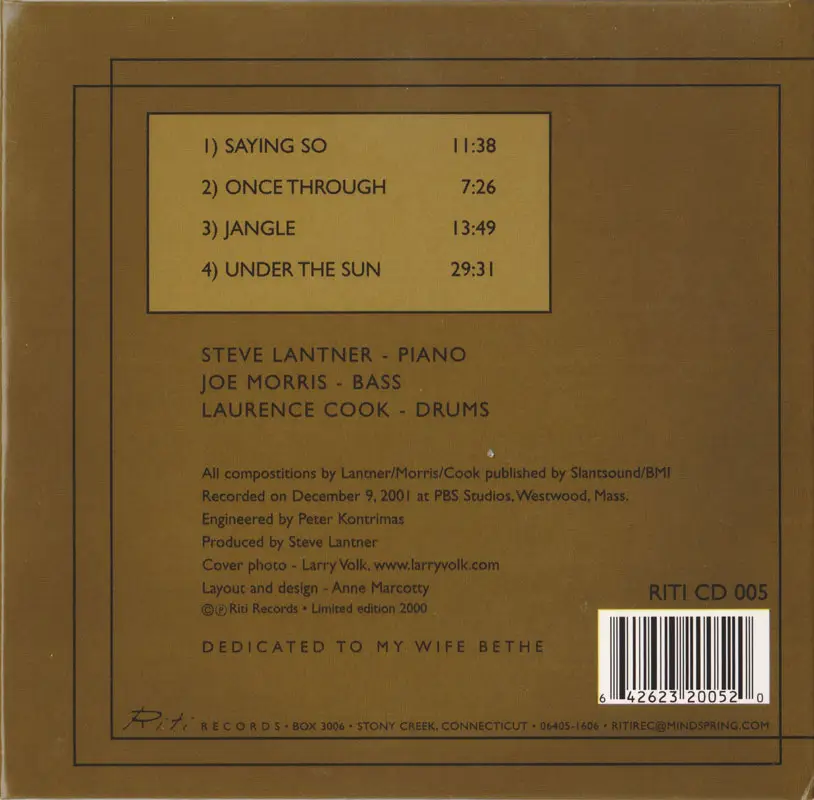 1) SAYING SO 11:38
2) ONCE THROUGH 7:26
3) JANGLE 13:49
4) UNDER THE SUN 29:31
STEVE LANTNER - PIANO
JOE MORRIS - BASS
LAURENCE COOK - DRUMS
All compostitions by Lantner/Morris/Cook published by Slantsound/BMI
Recorded on December 9, 2001 at PBS Studios, Westwood, Mass.
Engineered by Peter Kontrimas
Produced by Steve Lantner
Cover photo - Larry Volk, www.larryvolk.com
Layout and design - Anne Marcotty
©℗ Riti Records • Limited edition 2000
RITI CD 005
DEDICATED TO MY WIFE BETHE
6 42623 20052 0
Riti RECORDS • BOX 3006 • STONY CREEK, CONNECTICUT • 06405-1606 • RITIREC@MINDSPRING.COM